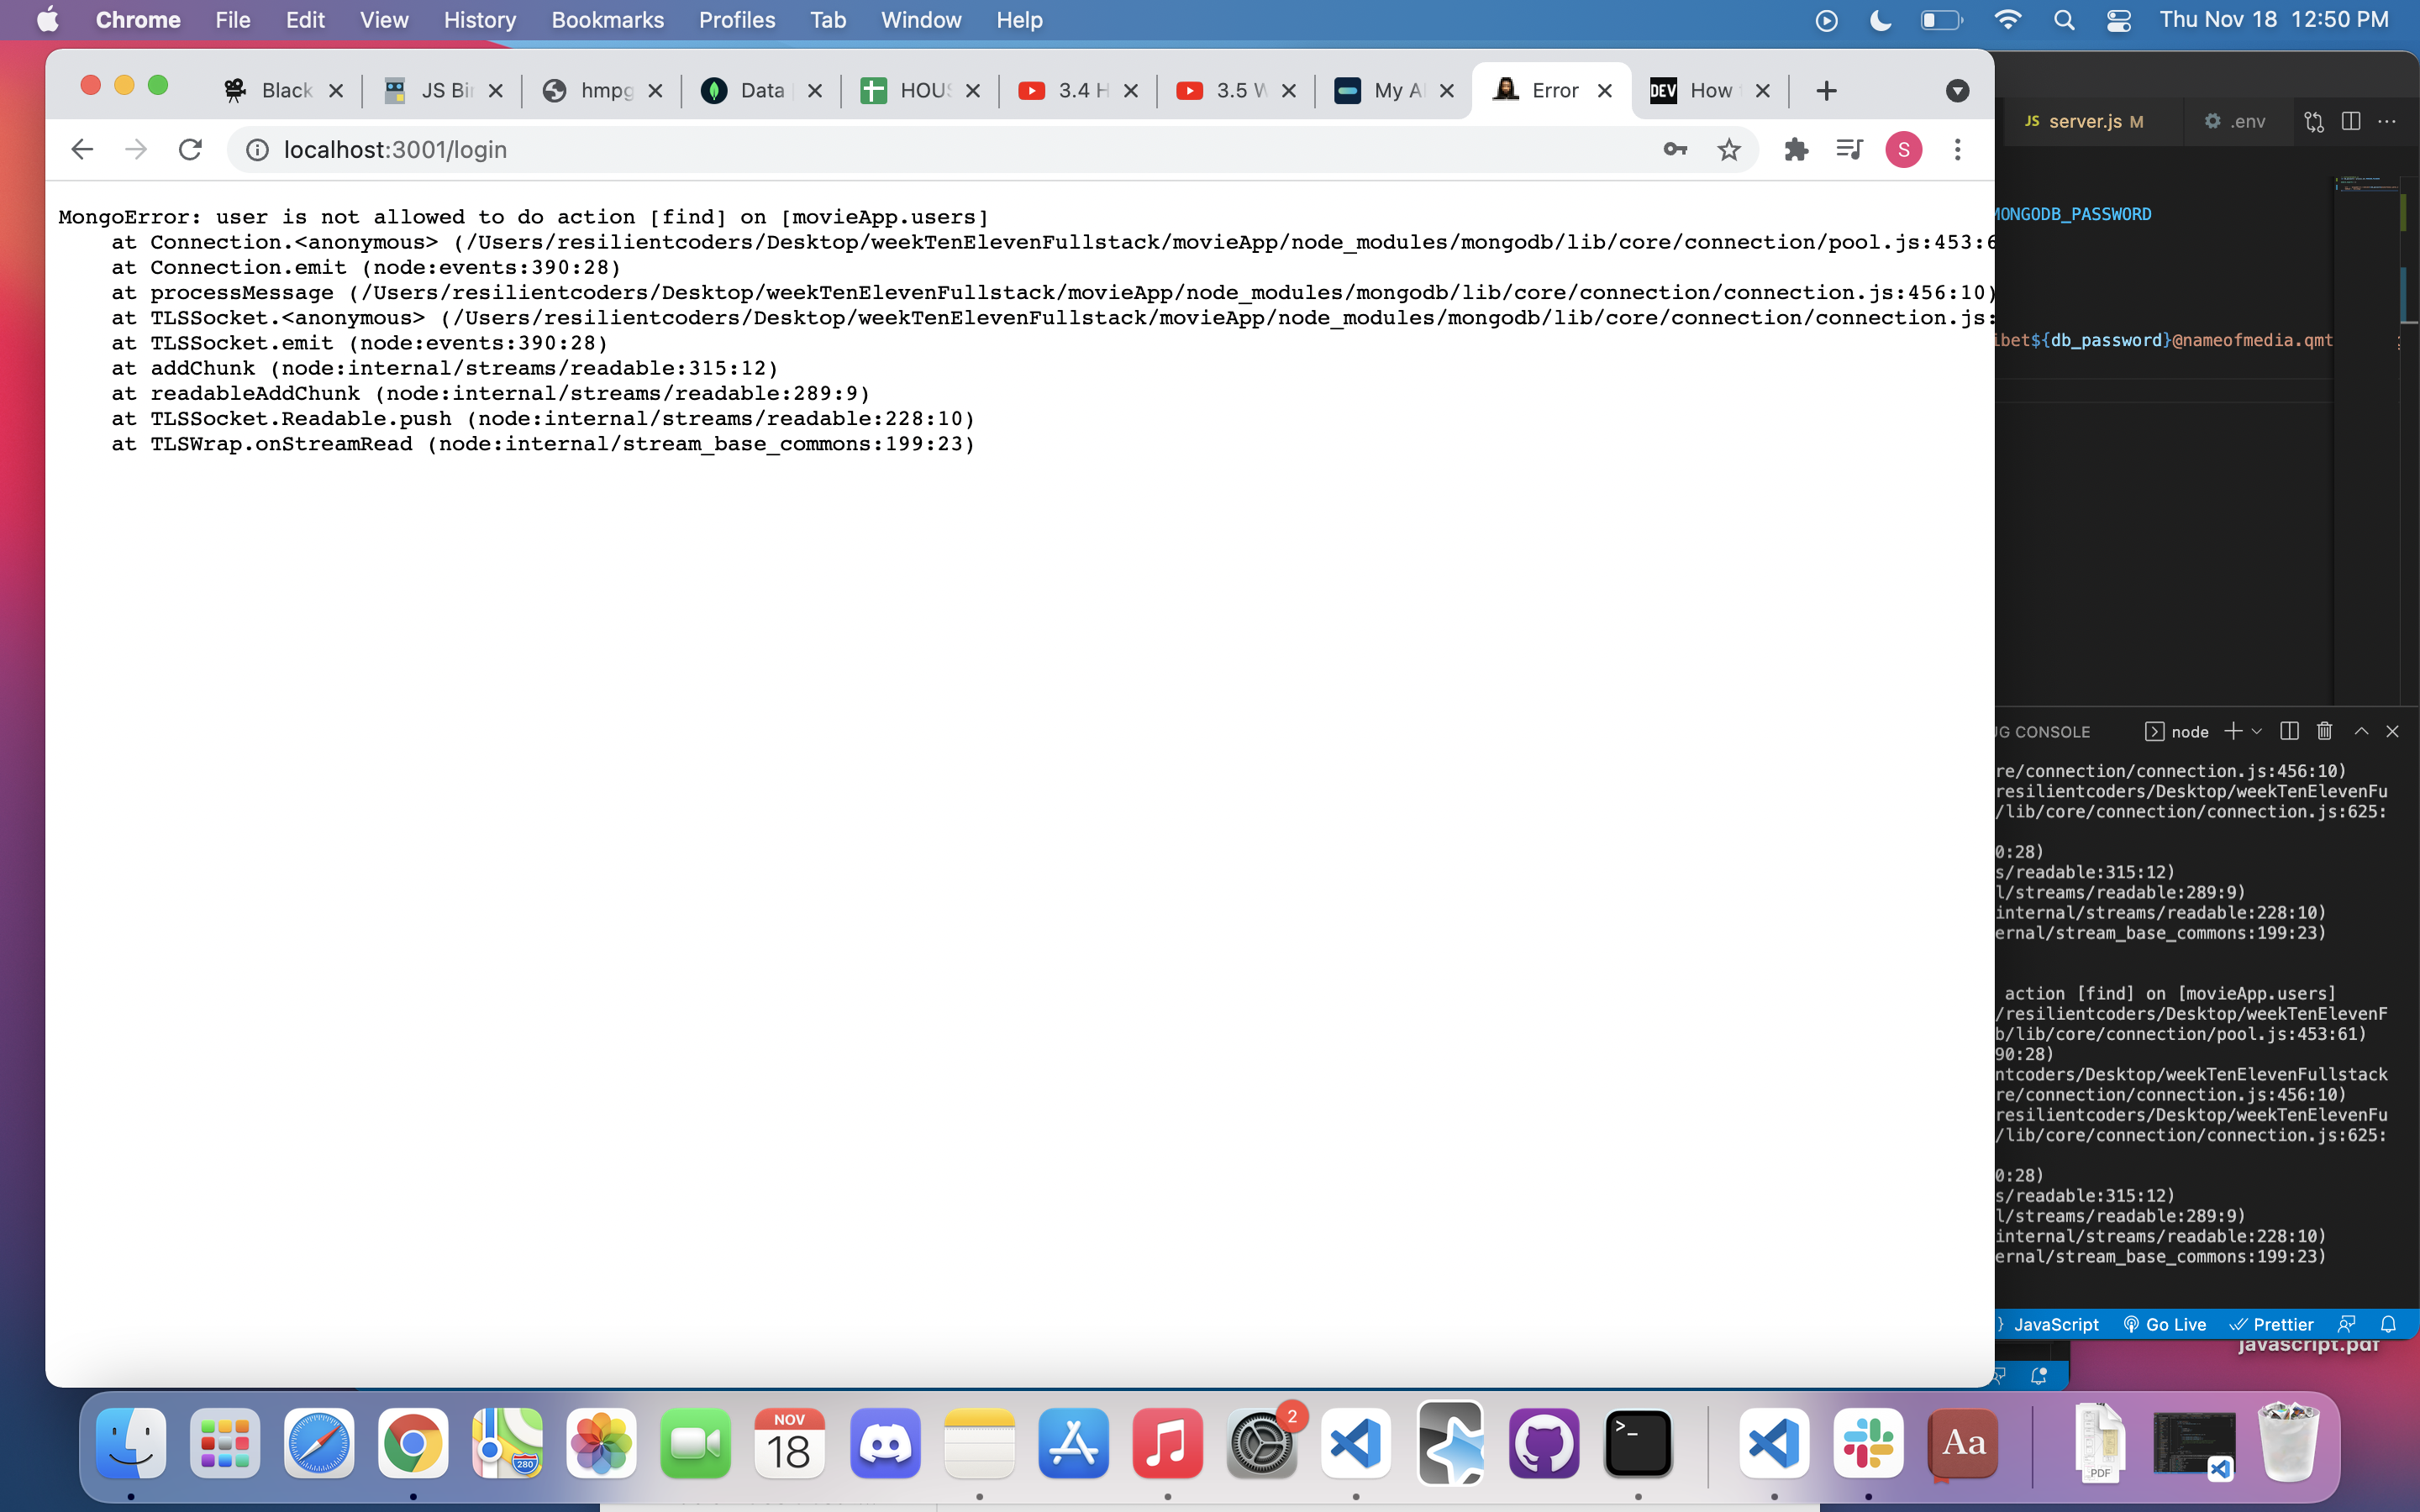 Chrome File Edit View History Bookmarks Profiles Tab Window Help Thu Nov 18 12:50 PM
Black JS Bin hmpg Data HOUS 3.4 H 3.5 W My A Error DEV How
localhost:3001/login S
MongoError: user is not allowed to do action [find] on [movieApp.users]
at Connection.<anonymous> (/Users/resilientcoders/Desktop/weekTenElevenFullstack/movieApp/node_modules/mongodb/lib/core/connection/pool.js:453:6
at Connection.emit (node:events:390:28)
at processMessage (/Users/resilientcoders/Desktop/weekTenElevenFullstack/movieApp/node_modules/mongodb/lib/core/connection/connection.js:456:10)
at TLSSocket.<anonymous> (/Users/resilientcoders/Desktop/weekTenElevenFullstack/movieApp/node_modules/mongodb/lib/core/connection/connection.js:
at TLSSocket.emit (node:events:390:28)
at addChunk (node:internal/streams/readable:315:12)
at readableAddChunk (node:internal/streams/readable:289:9)
at TLSSocket.Readable.push (node:internal/streams/readable:228:10)
at TLSWrap.onStreamRead (node:internal/stream_base_commons:199:23)
JS server.js M .env
MONGODB_PASSWORD
ibet${db_password}@nameofmedia.qmt
UG CONSOLE node
re/connection/connection.js:456:10)
resilientcoders/Desktop/weekTenElevenFu
/lib/core/connection/connection.js:625:
0:28)
s/readable:315:12)
l/streams/readable:289:9)
internal/streams/readable:228:10)
ernal/stream_base_commons:199:23)
action [find] on [movieApp.users]
/resilientcoders/Desktop/weekTenElevenF
b/lib/core/connection/pool.js:453:61)
90:28)
ntcoders/Desktop/weekTenElevenFullstack
re/connection/connection.js:456:10)
resilientcoders/Desktop/weekTenElevenFu
/lib/core/connection/connection.js:625:
0:28)
s/readable:315:12)
l/streams/readable:289:9)
internal/streams/readable:228:10)
ernal/stream_base_commons:199:23)
JavaScript Go Live Prettier
javascript.pdf
280
NOV
18
2
Aa
PDF